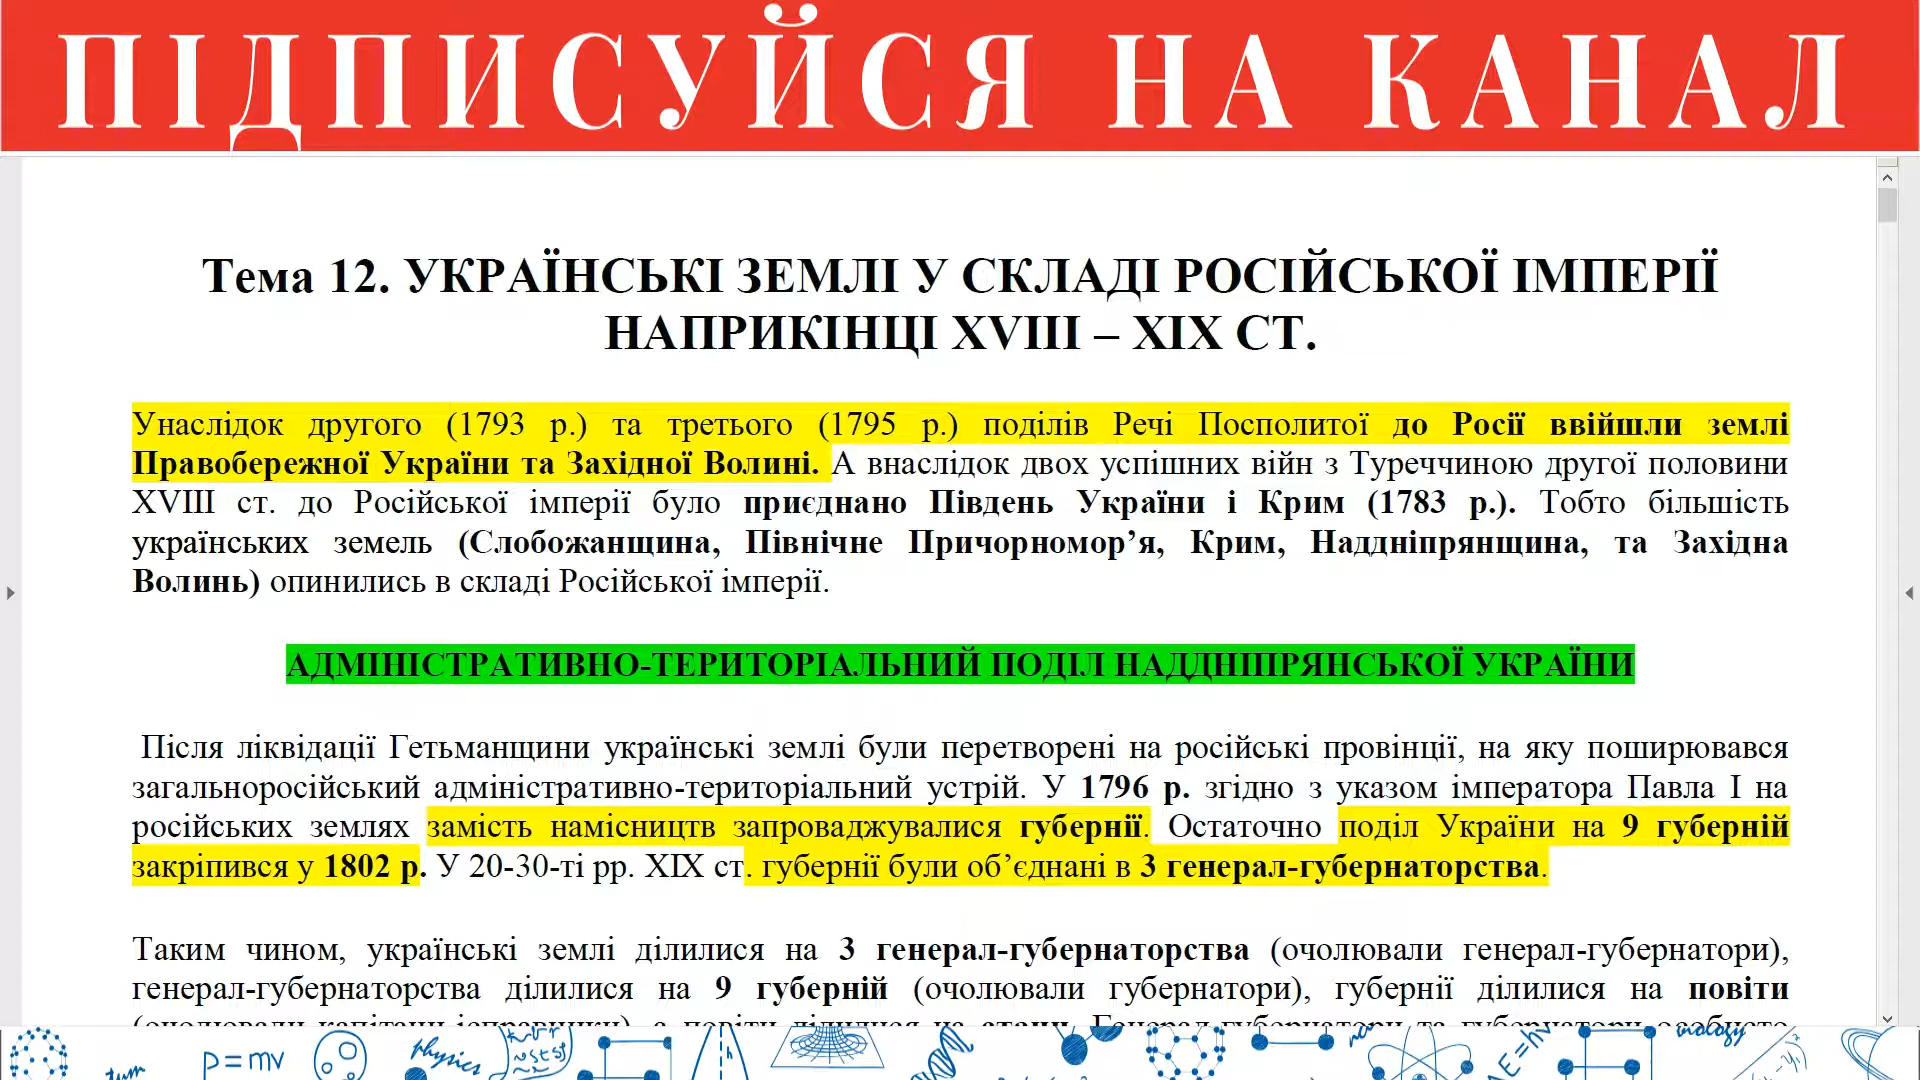 ПІДПИСУЙСЯ НА КАНАЛ
Тема 12. УКРАЇНСЬКІ ЗЕМЛІ У СКЛАДІ РОСІЙСЬКОЇ ІМПЕРІЇ
НАПРИКІНЦІ XVIII – XIX СТ.
Унаслідок другого (1793 р.) та третього (1795 р.) поділів Речі Посполитої до Росії ввійшли землі
Правобережної України та Західної Волині. А внаслідок двох успішних війн з Туреччиною другої половини
XVIII ст. до Російської імперії було приєднано Південь України і Крим (1783 р.). Тобто більшість
українських земель (Слобожанщина, Північне Причорномор’я, Крим, Наддніпрянщина, та Західна
Волинь) опинились в складі Російської імперії.
АДМІНІСТРАТИВНО-ТЕРИТОРІАЛЬНИЙ ПОДІЛ НАДДНІПРЯНСЬКОЇ УКРАЇНИ
Після ліквідації Гетьманщини українські землі були перетворені на російські провінції, на яку поширювався
загальноросійський адміністративно-територіальний устрій. У 1796 р. згідно з указом імператора Павла І на
російських землях замість намісництв запроваджувалися губернії. Остаточно поділ України на 9 губерній
закріпився у 1802 р. У 20-30-ті рр. XIX ст. губернії були об’єднані в 3 генерал-губернаторства.
Таким чином, українські землі ділилися на 3 генерал-губернаторства (очолювали генерал-губернатори),
генерал-губернаторства ділилися на 9 губерній (очолювали губернатори), губернії ділилися на повіти
p=mv
physics
h
biology